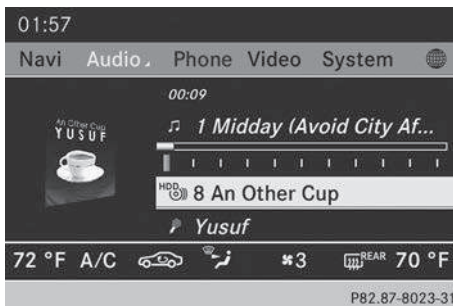 01:57
Navi Audio Phone Video System
00:09
An Other Cup
YUSUF
1 Midday (Avoid City Af...
HDD 8 An Other Cup
Yusuf
72 °F A/C 3 REAR 70 °F
P82.87-8023-31